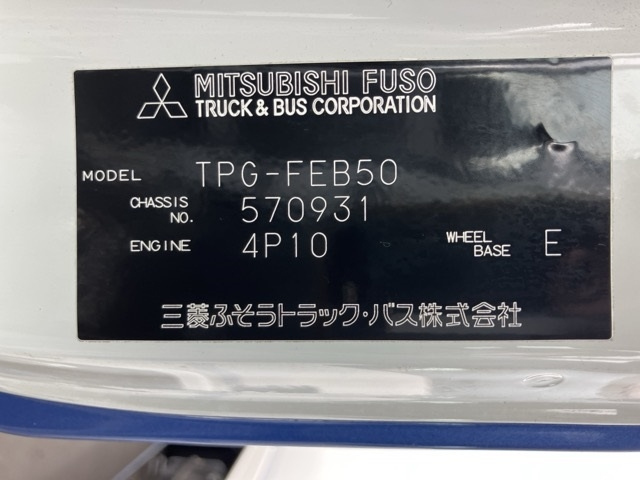 MITSUBISHI FUSO
TRUCK & BUS CORPORATION
MODEL TPG-FEB50
CHASSIS NO. 570931
ENGINE 4P10 WHEEL BASE E
三菱ふそうトラック・バス株式会社